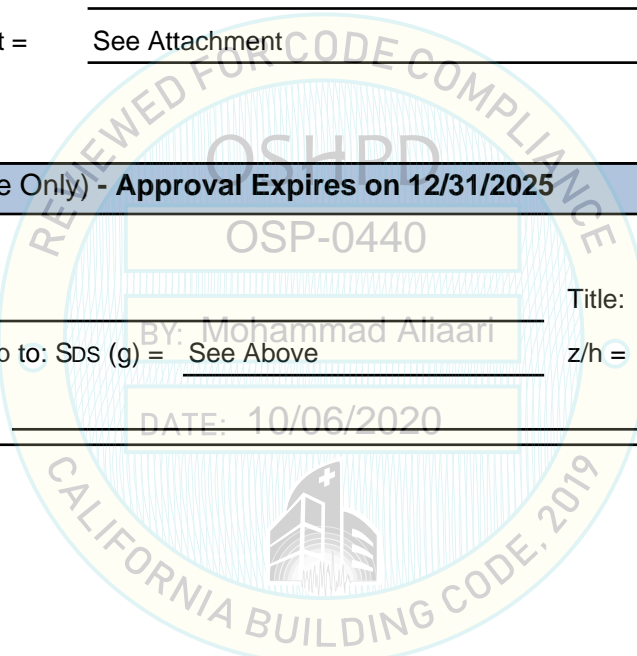 t = See Attachment
REVIEWED FOR CODE COMPLIANCE
OSHPD
e Only) - Approval Expires on 12/31/2025
OSP-0440
Title:
BY: Mohammad Aliaari
o to: SDS (g) = See Above z/h =
DATE: 10/06/2020
CALIFORNIA BUILDING CODE, 2019